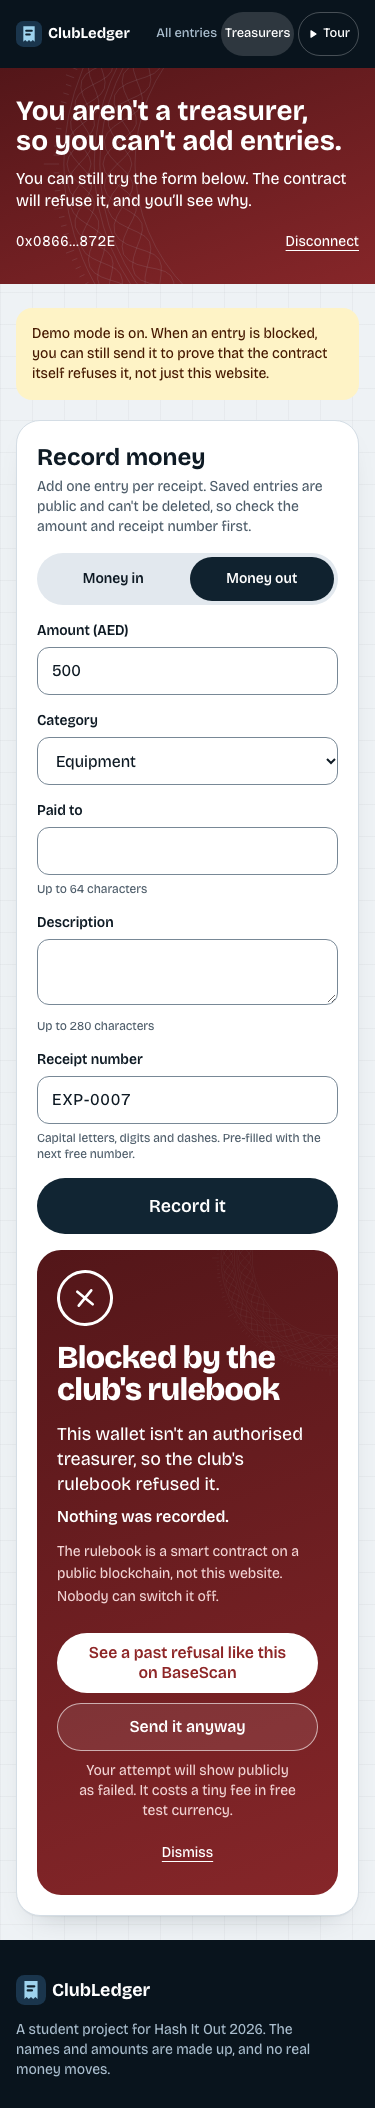 ClubLedger
All entries
Treasurers
Tour
You aren't a treasurer,
so you can't add entries.
You can still try the form below. The contract
will refuse it, and you'll see why.
0x0866…872E
Disconnect
Demo mode is on. When an entry is blocked,
you can still send it to prove that the contract
itself refuses it, not just this website.
Record money
Add one entry per receipt. Saved entries are
public and can't be deleted, so check the
amount and receipt number first.
Money in
Money out
Amount (AED)
500
Category
Equipment
Paid to
Up to 64 characters
Description
Up to 280 characters
Receipt number
EXP-0007
Capital letters, digits and dashes. Pre-filled with the
next free number.
Record it
Blocked by the
club's rulebook
This wallet isn't an authorised
treasurer, so the club's
rulebook refused it.
Nothing was recorded.
The rulebook is a smart contract on a
public blockchain, not this website.
Nobody can switch it off.
See a past refusal like this
on BaseScan
Send it anyway
Your attempt will show publicly
as failed. It costs a tiny fee in free
test currency.
Dismiss
ClubLedger
A student project for Hash It Out 2026. The
names and amounts are made up, and no real
money moves.